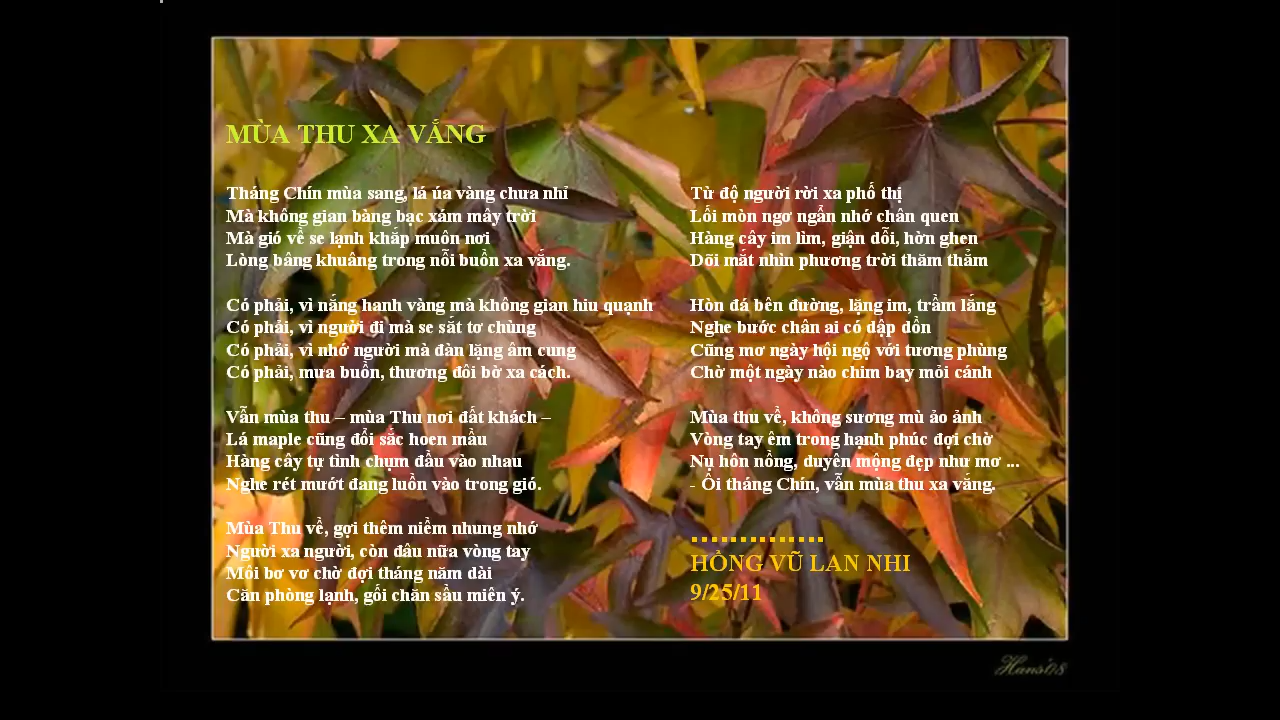 MÙA THU XA VẮNG
Tháng Chín mùa sang, lá úa vàng chưa nhỉ
Mà không gian bàng bạc xám mây trời
Mà gió về se lạnh khắp muôn nơi
Lòng bâng khuâng trong nỗi buồn xa vắng.
Có phải, vì nắng hanh vàng mà không gian hiu quạnh
Có phải, vì người đi mà se sắt tơ chùng
Có phải, vì nhớ người mà đàn lặng âm cung
Có phải, mưa buồn, thương đôi bờ xa cách.
Vẫn mùa thu – mùa Thu nơi đất khách –
Lá maple cũng đổi sắc hoen mầu
Hàng cây tự tình chụm đầu vào nhau
Nghe rét mướt đang luồn vào trong gió.
Mùa Thu về, gợi thêm niềm nhung nhớ
Người xa người, còn đâu nữa vòng tay
Môi bơ vơ chờ đợi tháng năm dài
Căn phòng lạnh, gối chăn sầu miên ý.
Từ độ người rời xa phố thị
Lối mòn ngơ ngẩn nhớ chân quen
Hàng cây im lìm, giận dỗi, hờn ghen
Dõi mắt nhìn phương trời thăm thẳm
Hòn đá bên đường, lặng im, trầm lắng
Nghe bước chân ai có dập dồn
Cũng mơ ngày hội ngộ với tương phùng
Chờ một ngày nào chim bay mỏi cánh
Mùa thu về, không sương mù ảo ảnh
Vòng tay êm trong hạnh phúc đợi chờ
Nụ hôn nồng, duyên mộng đẹp như mơ ...
- Ôi tháng Chín, vẫn mùa thu xa vắng.
..............
HỒNG VŨ LAN NHI
9/25/11
Hans'08